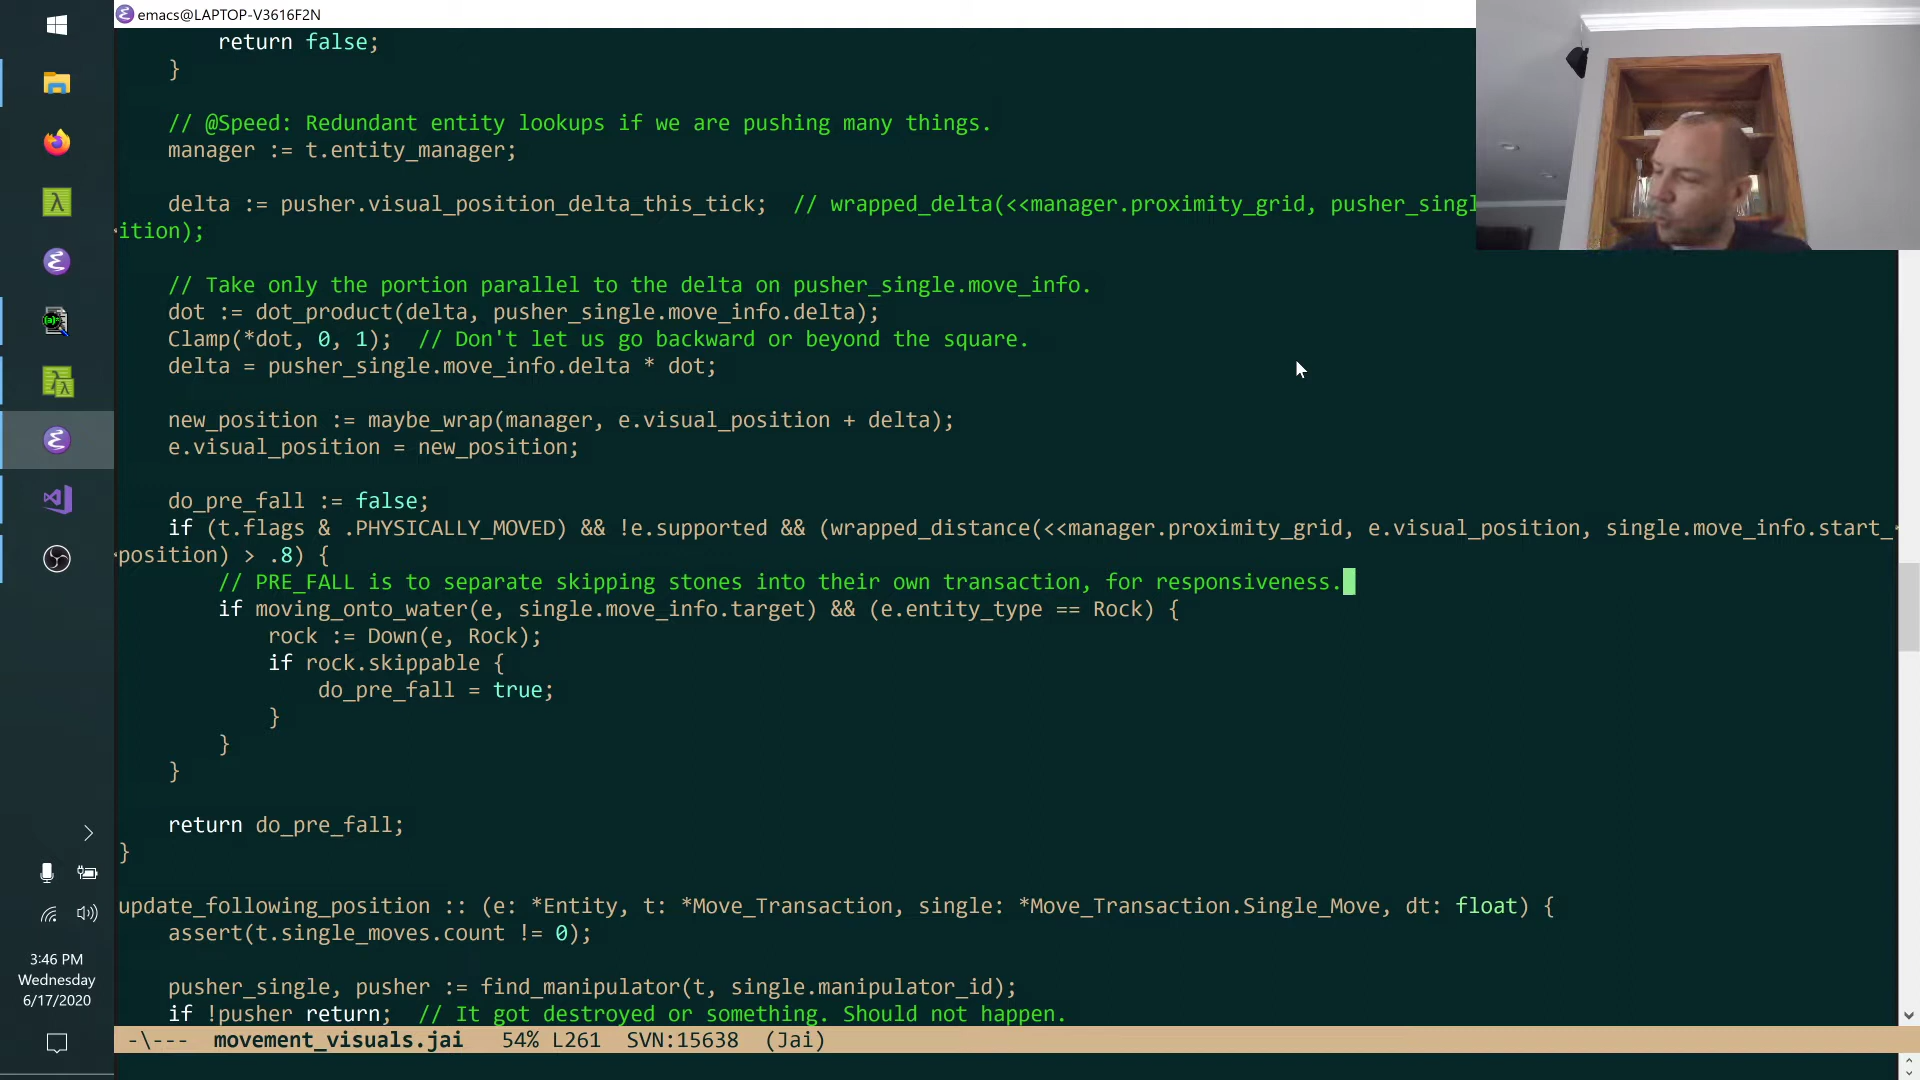 emacs@LAPTOP-V3616F2N
return false;
}
// @Speed: Redundant entity lookups if we are pushing many things.
manager := t.entity_manager;
delta := pusher.visual_position_delta_this_tick;  // wrapped_delta(<<manager.proximity_grid, pusher_singl
ition);
// Take only the portion parallel to the delta on pusher_single.move_info.
dot := dot_product(delta, pusher_single.move_info.delta);
Clamp(*dot, 0, 1);  // Don't let us go backward or beyond the square.
delta = pusher_single.move_info.delta * dot;
new_position := maybe_wrap(manager, e.visual_position + delta);
e.visual_position = new_position;
do_pre_fall := false;
if (t.flags & .PHYSICALLY_MOVED) && !e.supported && (wrapped_distance(<<manager.proximity_grid, e.visual_position, single.move_info.start_
position) > .8) {
// PRE_FALL is to separate skipping stones into their own transaction, for responsiveness.
if moving_onto_water(e, single.move_info.target) && (e.entity_type == Rock) {
rock := Down(e, Rock);
if rock.skippable {
do_pre_fall = true;
}
}
}
return do_pre_fall;
}
update_following_position :: (e: *Entity, t: *Move_Transaction, single: *Move_Transaction.Single_Move, dt: float) {
assert(t.single_moves.count != 0);
pusher_single, pusher := find_manipulator(t, single.manipulator_id);
if !pusher return;  // It got destroyed or something. Should not happen.
-\---  movement_visuals.jai   54% L261  SVN:15638  (Jai)
3:46 PM
Wednesday
6/17/2020